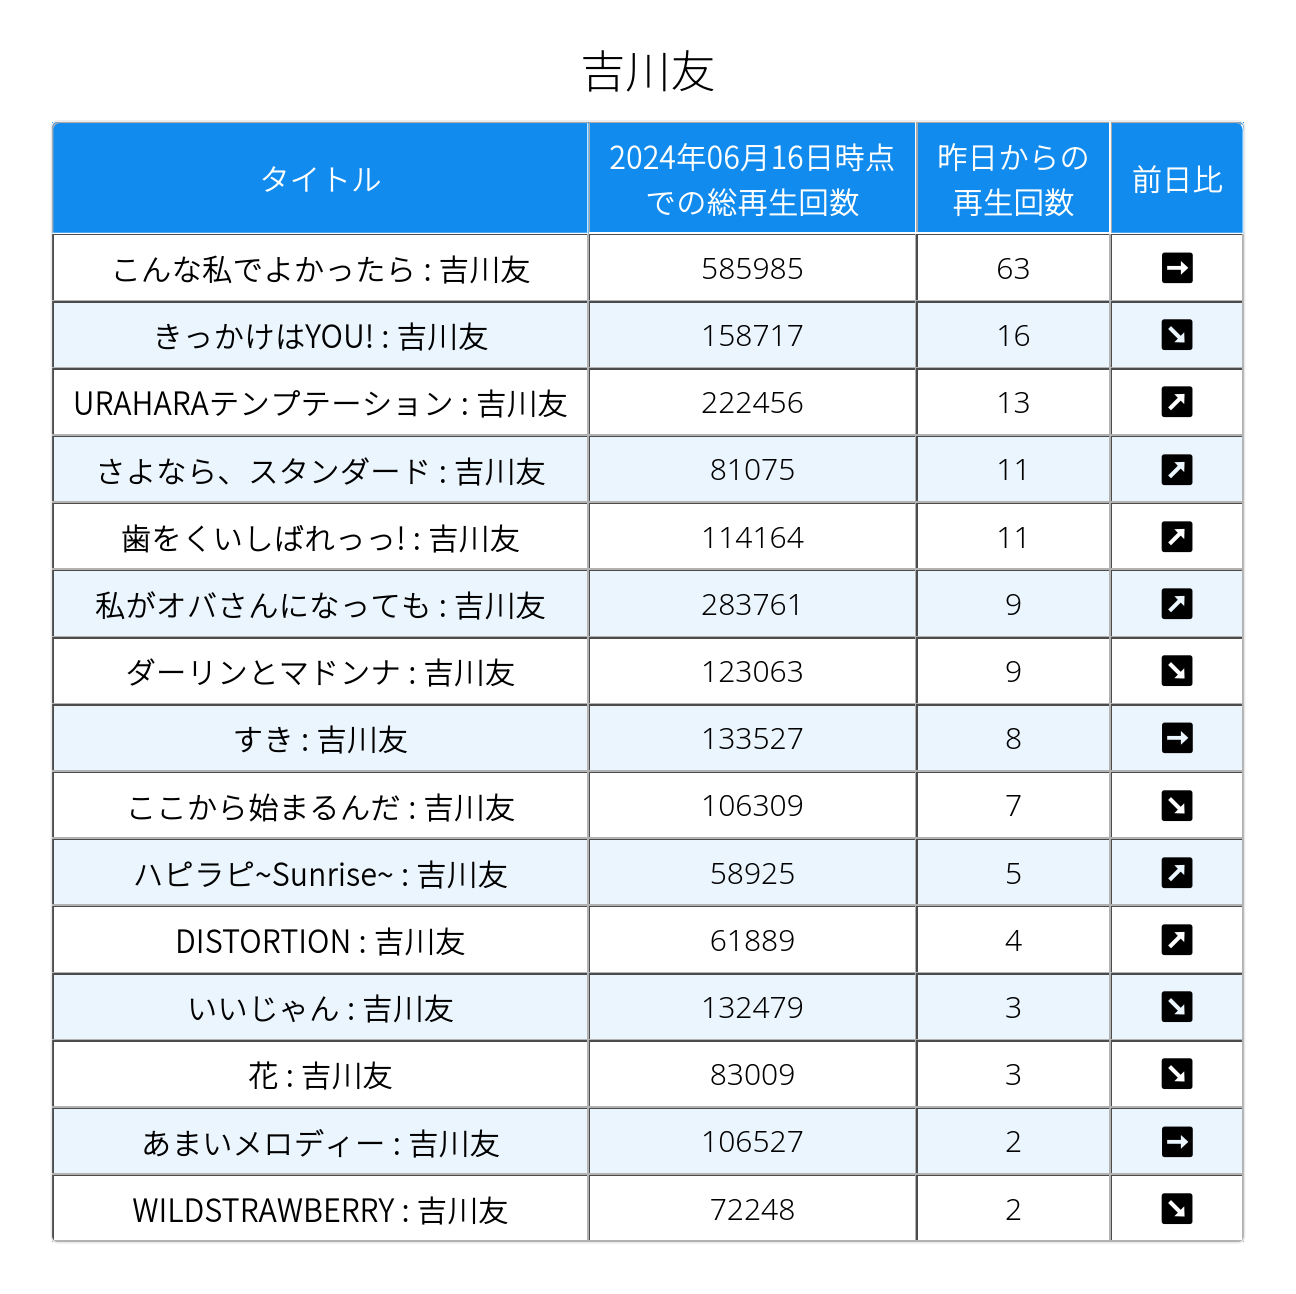 吉川友
タイトル
2024年06月16日時点
での総再生回数
昨日からの
再生回数
前日比
こんな私でよかったら : 吉川友 585985 63 ➡
きっかけはYOU! : 吉川友 158717 16 ↘
URAHARAテンプテーション : 吉川友 222456 13 ↗
さよなら、スタンダード : 吉川友 81075 11 ↗
歯をくいしばれっっ! : 吉川友 114164 11 ↗
私がオバさんになっても : 吉川友 283761 9 ↗
ダーリンとマドンナ : 吉川友 123063 9 ↘
すき : 吉川友 133527 8 ➡
ここから始まるんだ : 吉川友 106309 7 ↘
ハピラピ~Sunrise~ : 吉川友 58925 5 ↗
DISTORTION : 吉川友 61889 4 ↗
いいじゃん : 吉川友 132479 3 ↘
花 : 吉川友 83009 3 ↘
あまいメロディー : 吉川友 106527 2 ➡
WILDSTRAWBERRY : 吉川友 72248 2 ↘